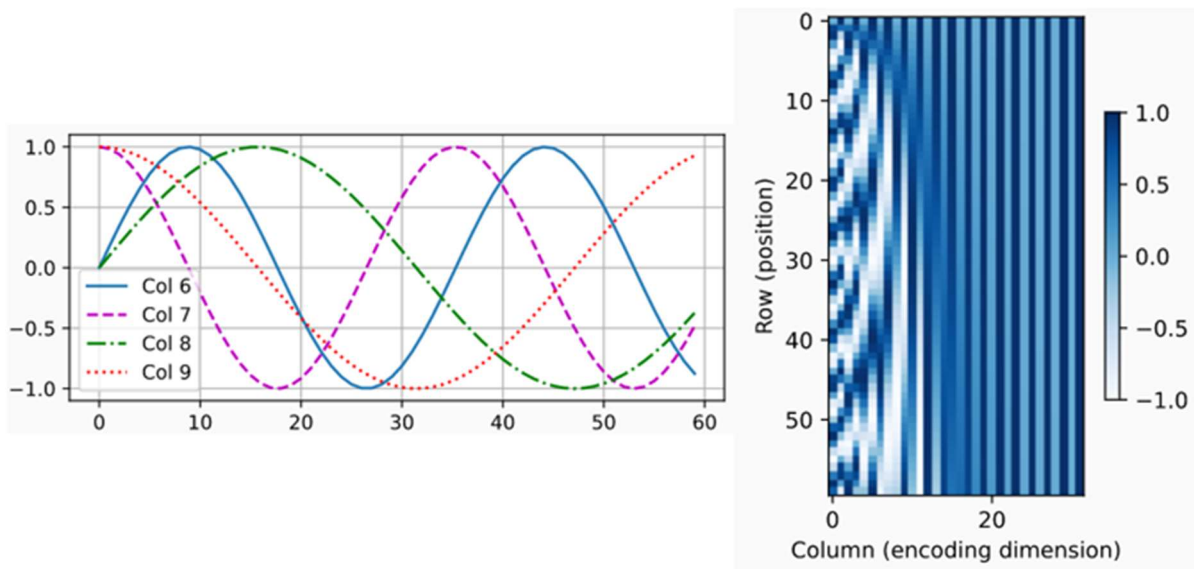 1.0
0.5
0.0
−0.5
−1.0
Col 6
Col 7
Col 8
Col 9
0 10 20 30 40 50 60
0
10
20
30
40
50
Row (position)
0 20
Column (encoding dimension)
1.0
0.5
0.0
−0.5
−1.0